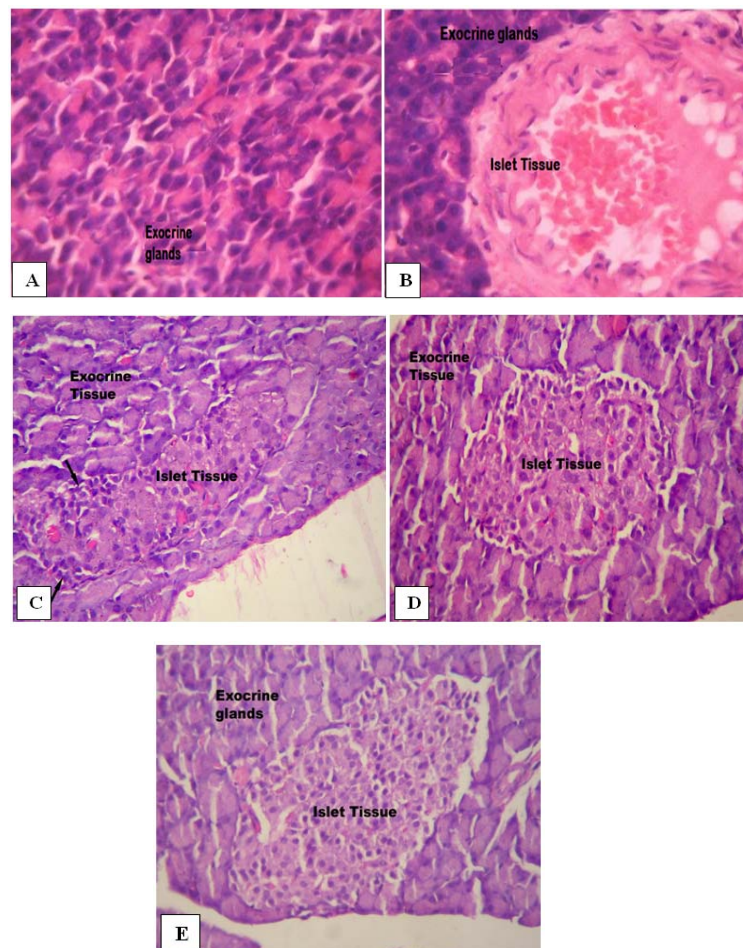 Exocrine
glands
A
Exocrine glands
Islet Tissue
B
Exocrine
Tissue
Islet Tissue
C
Exocrine
Tissue
Islet Tissue
D
Exocrine
glands
Islet Tissue
E